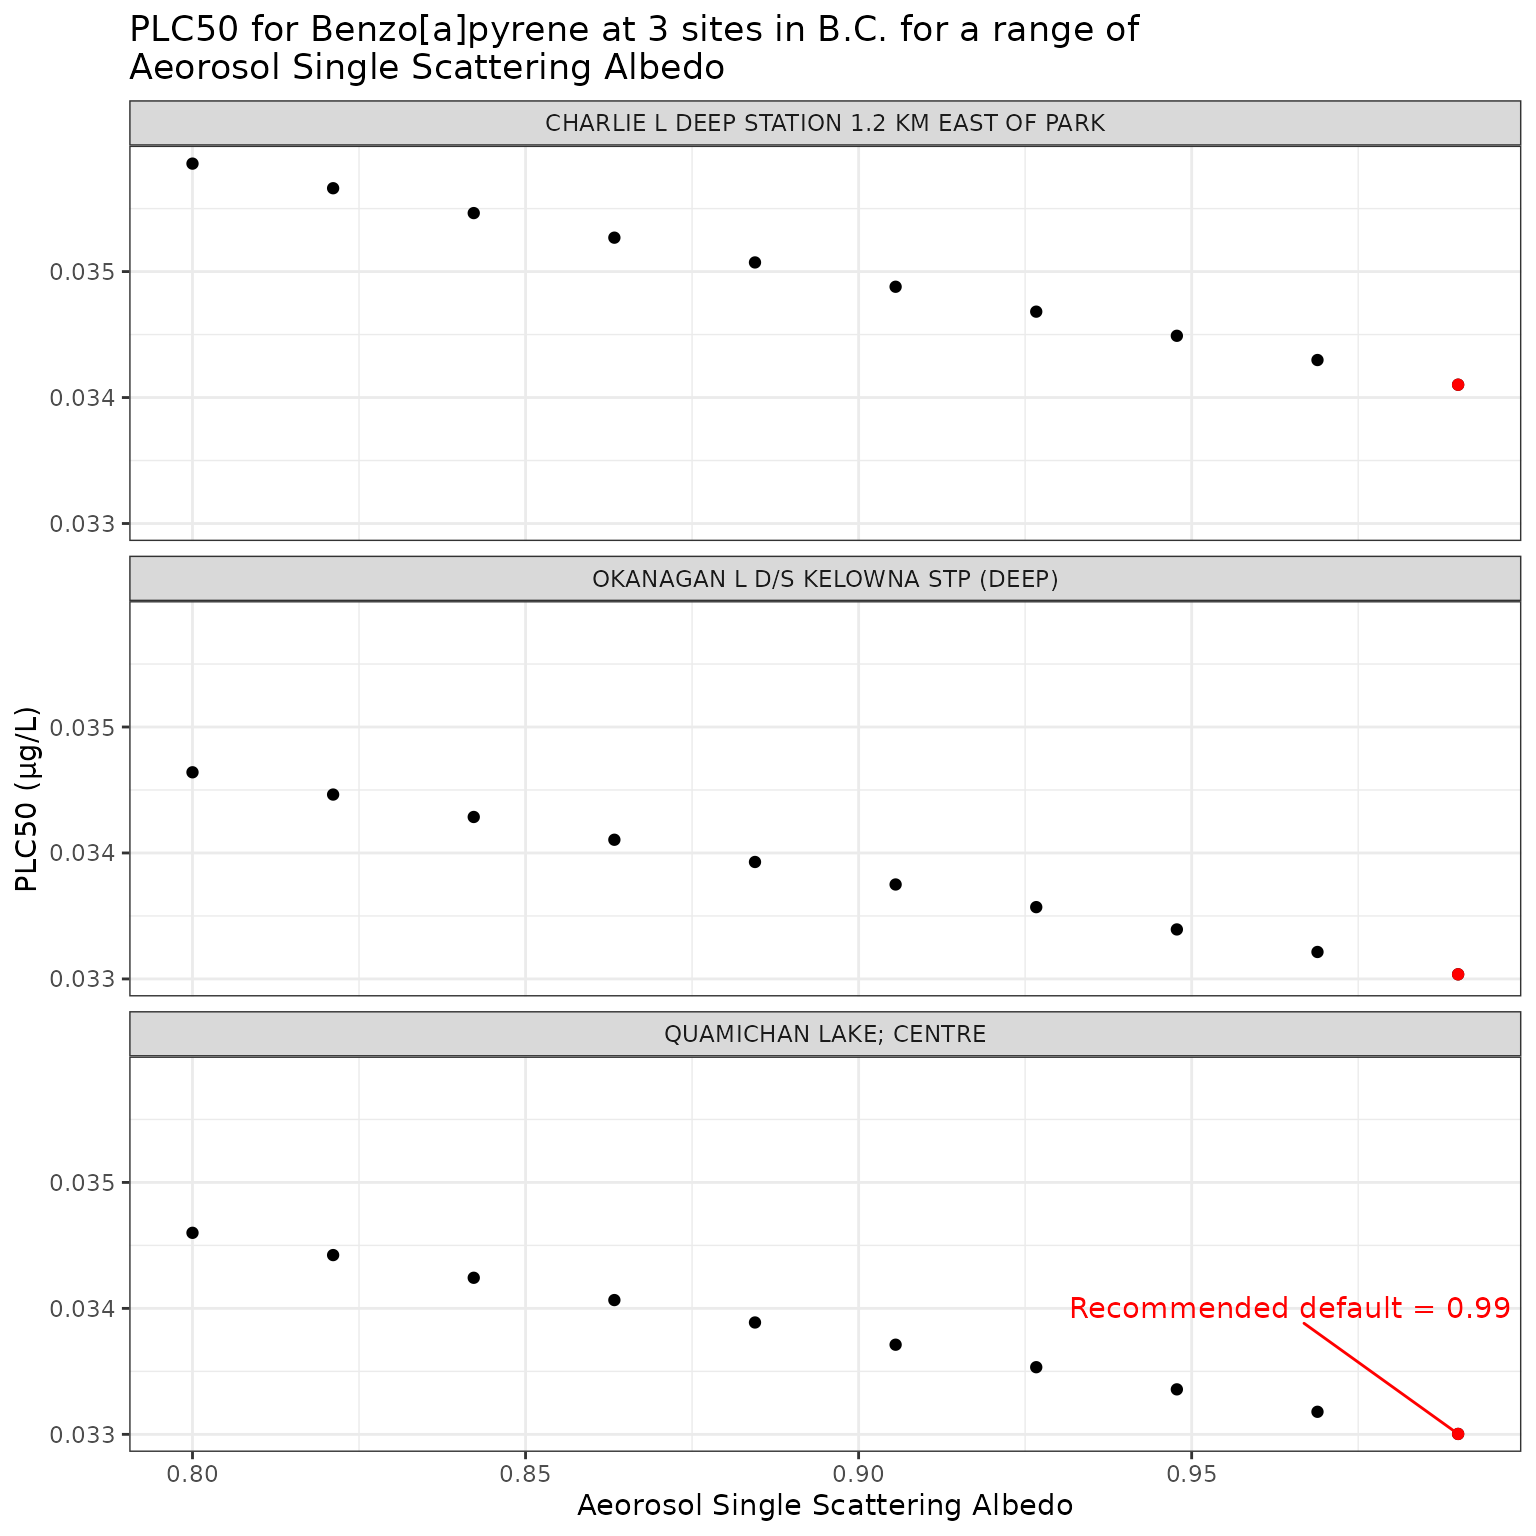 PLC50 for Benzo[a]pyrene at 3 sites in B.C. for a range of
Aeorosol Single Scattering Albedo
CHARLIE L DEEP STATION 1.2 KM EAST OF PARK
0.035
0.034
0.033
OKANAGAN L D/S KELOWNA STP (DEEP)
0.035
0.034
0.033
PLC50 (µg/L)
QUAMICHAN LAKE; CENTRE
0.035
0.034
0.033
Recommended default = 0.99
0.80 0.85 0.90 0.95
Aeorosol Single Scattering Albedo